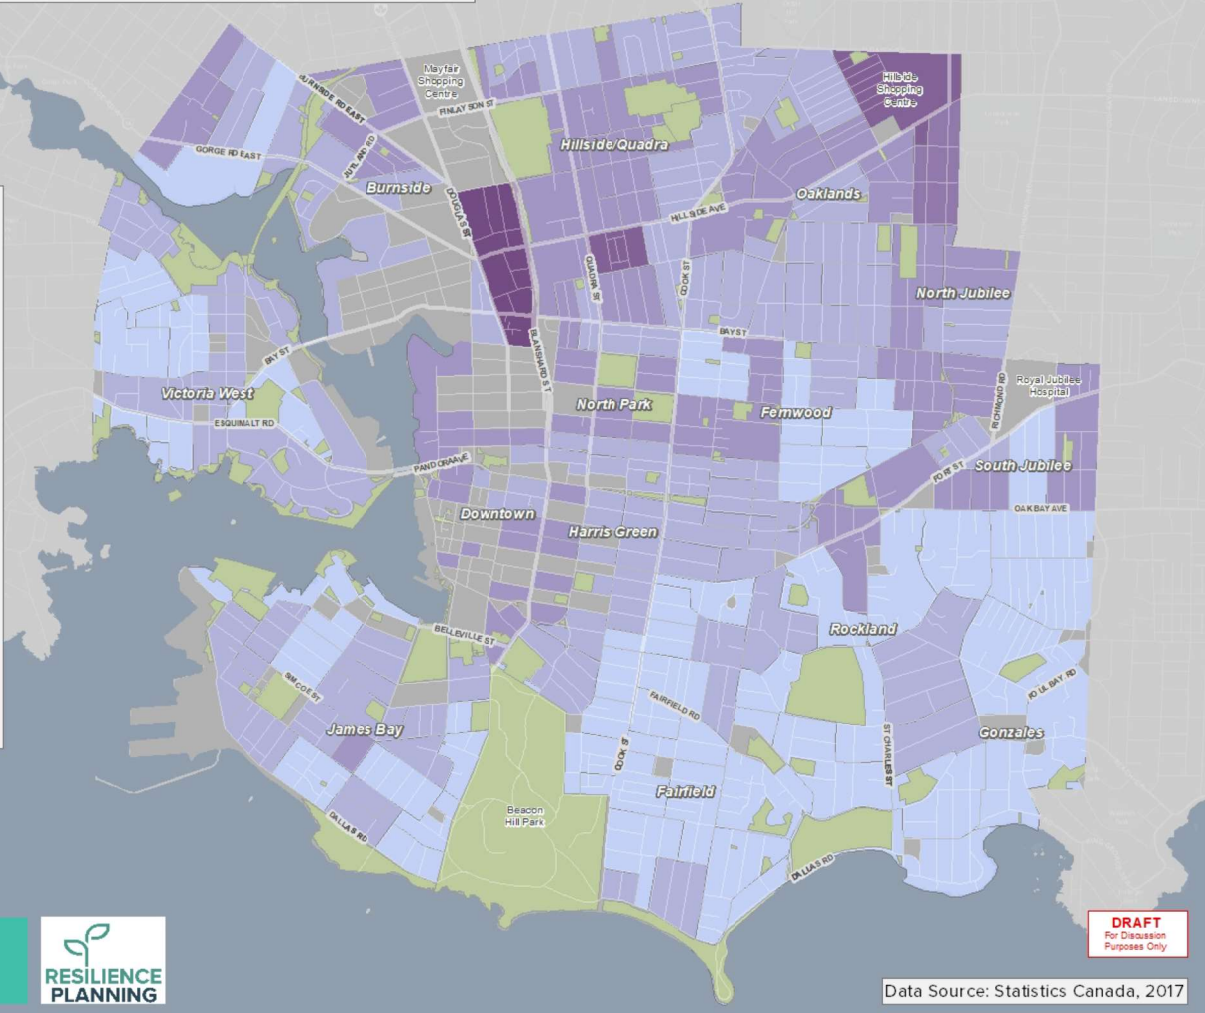 Mayfair
Shopping
Centre
Hillside
Shopping
Centre
BURNSIDE RD EAST
FINLAYSON ST
Hillside/Quadra
GORGE RD EAST
JUTLAND RD
Burnside
DOUGLAS ST
Oaklands
HILLSIDE AVE
QUADRA ST
COOK ST
North Jubilee
BAY ST
BAY ST
BLANSHARD ST
Victoria West
ESQUIMALT RD
North Park
Fernwood
RICHMOND RD
Royal Jubilee
Hospital
PANDORA AVE
FORT ST
South Jubilee
OAK BAY AVE
Downtown
Harris Green
BELLEVILLE ST
Rockland
SIMCOE ST
James Bay
FAIRFIELD RD
FOUL BAY RD
COOK ST
ST CHARLES ST
Gonzales
Fairfield
Beacon
Hill Park
DALLAS RD
DALLAS RD
RESILIENCE
PLANNING
DRAFT
For Discussion
Purposes Only
Data Source: Statistics Canada, 2017